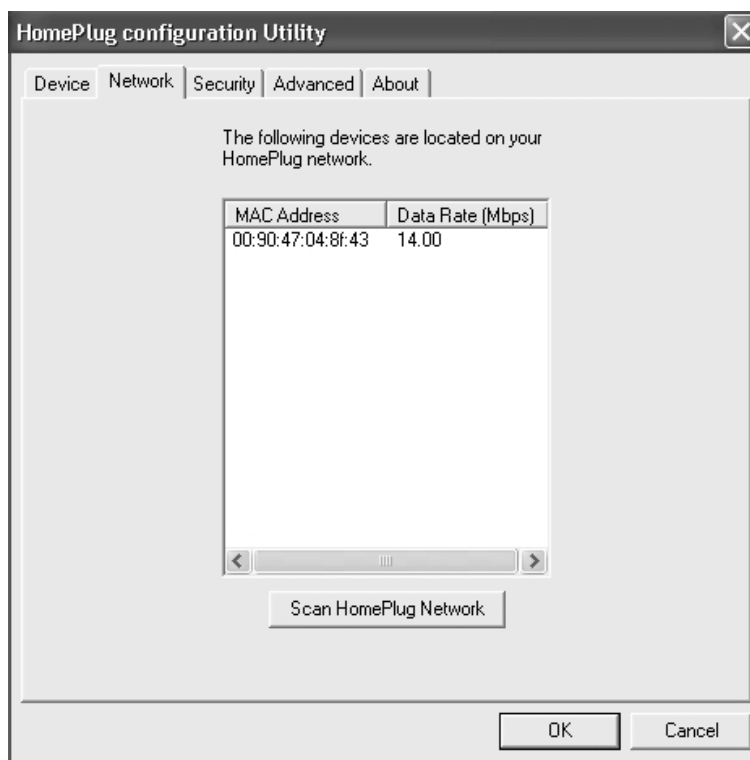 HomePlug configuration Utility
Device Network Security Advanced About
The following devices are located on your
HomePlug network.
MAC Address Data Rate (Mbps)
00:90:47:04:8f:43 14.00
Scan HomePlug Network
OK Cancel